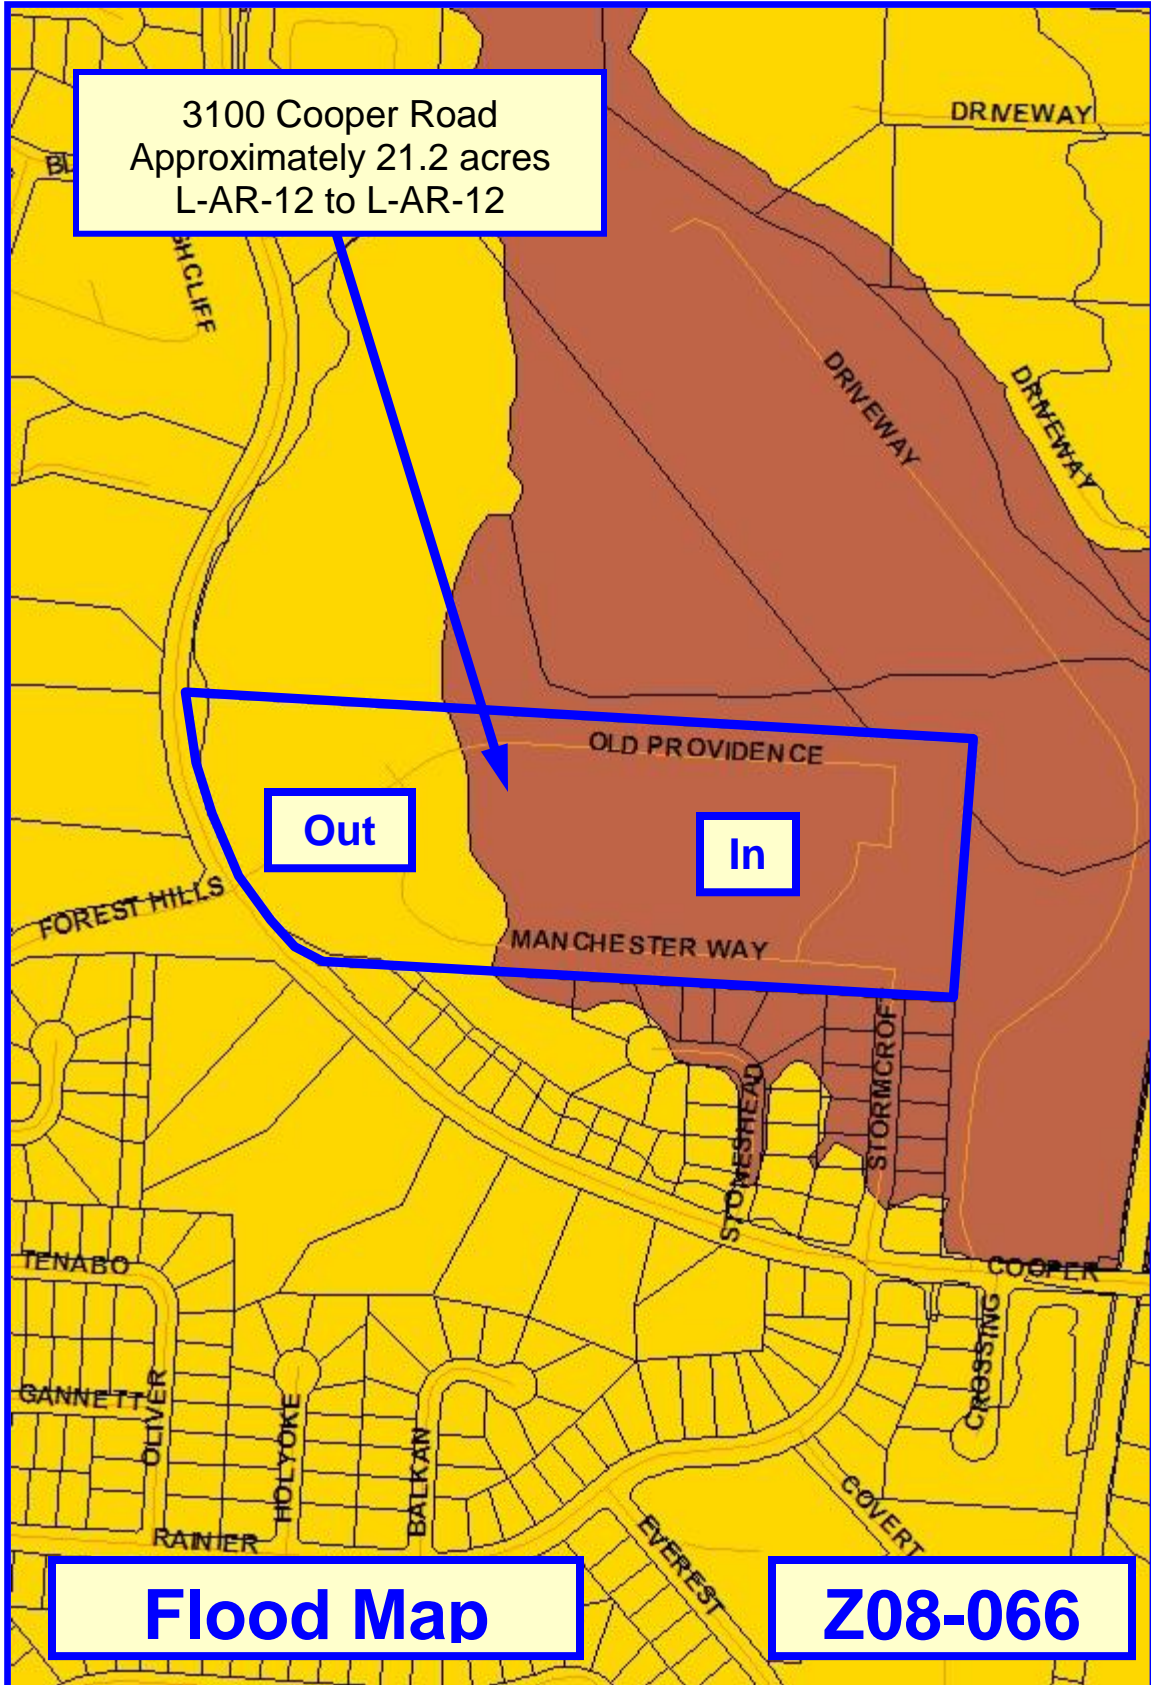 3100 Cooper Road
Approximately 21.2 acres
L-AR-12 to L-AR-12
DRIVEWAY
BL
GHCLIFF
DRIVEWAY
DRIVEWAY
OLD PROVIDENCE
Out
In
FOREST HILLS
MANCHESTER WAY
STORMCROFT
STONESHEAD
TENABO
COOPER
CROSSING
GANNETT
OLIVER
HOLYOKE
BALKAN
COVERT
RAINIER
EVEREST
Flood Map
Z08-066